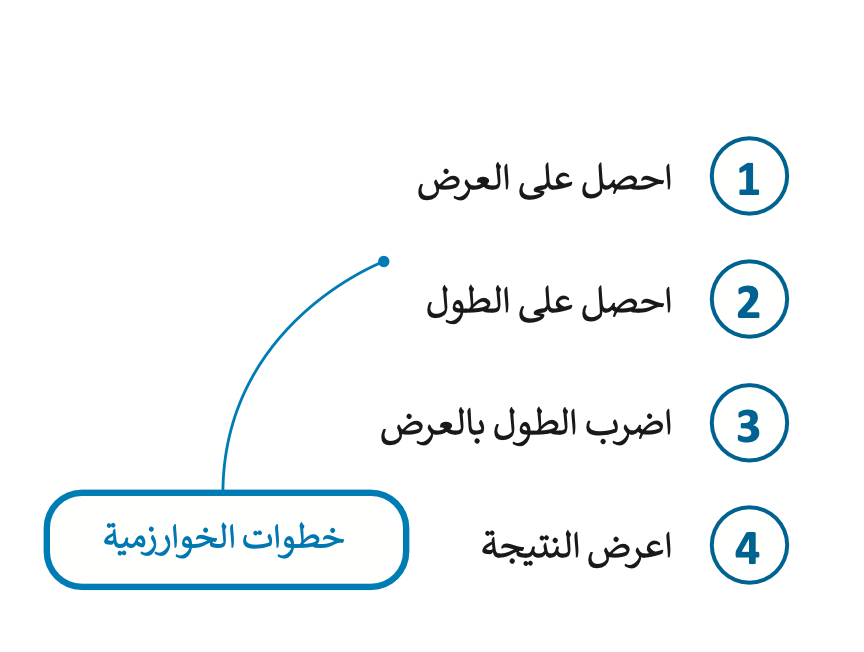 1 احصل على العرض
2 احصل على الطول
3 اضرب الطول بالعرض
4 اعرض النتيجة
خطوات الخوارزمية